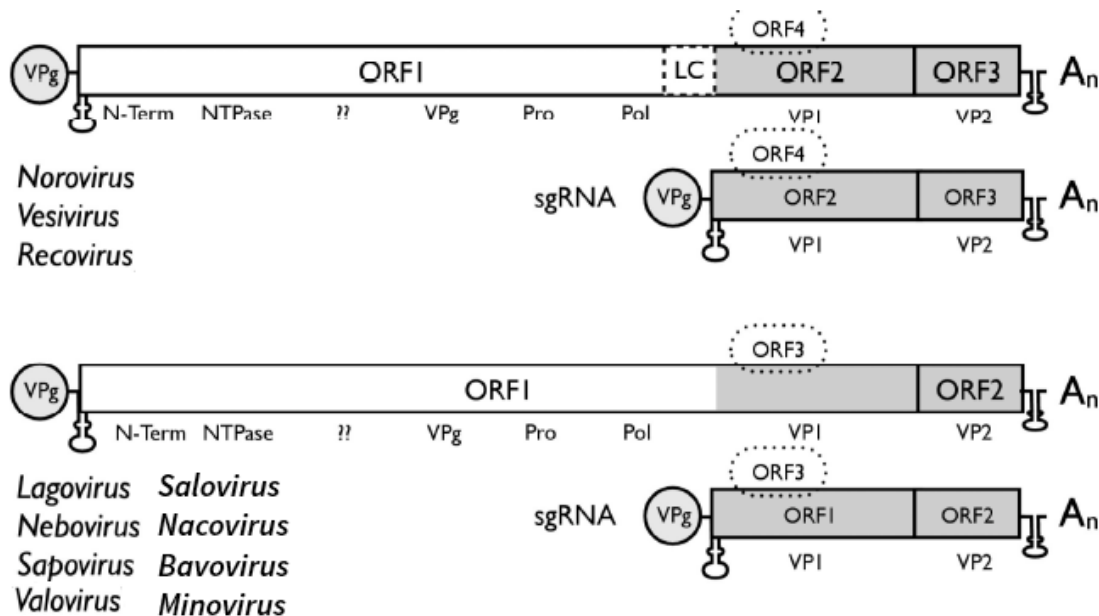 ORF4
VPg ORF1 LC ORF2 ORF3 An
N-Term NTPase ?? VPg Pro Pol VP1 VP2
ORF4
Norovirus sgRNA VPg ORF2 ORF3 An
Vesivirus VP1 VP2
Recovirus
ORF3
VPg ORF1 ORF2 An
N-Term NTPase ?? VPg Pro Pol VP1 VP2
ORF3
Lagovirus Salovirus
Nebovirus Nacovirus sgRNA VPg ORF1 ORF2 An
Sapovirus Bavovirus VP1 VP2
Valovirus Minovirus